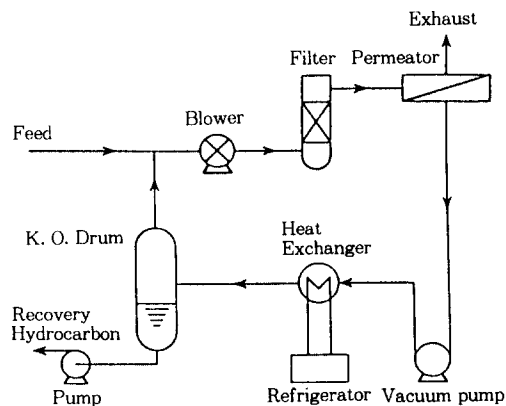 Exhaust
Filter
Permeator
Blower
Feed
K. O. Drum
Heat
Exchanger
Recovery
Hydrocarbon
Pump
Refrigerator
Vacuum pump